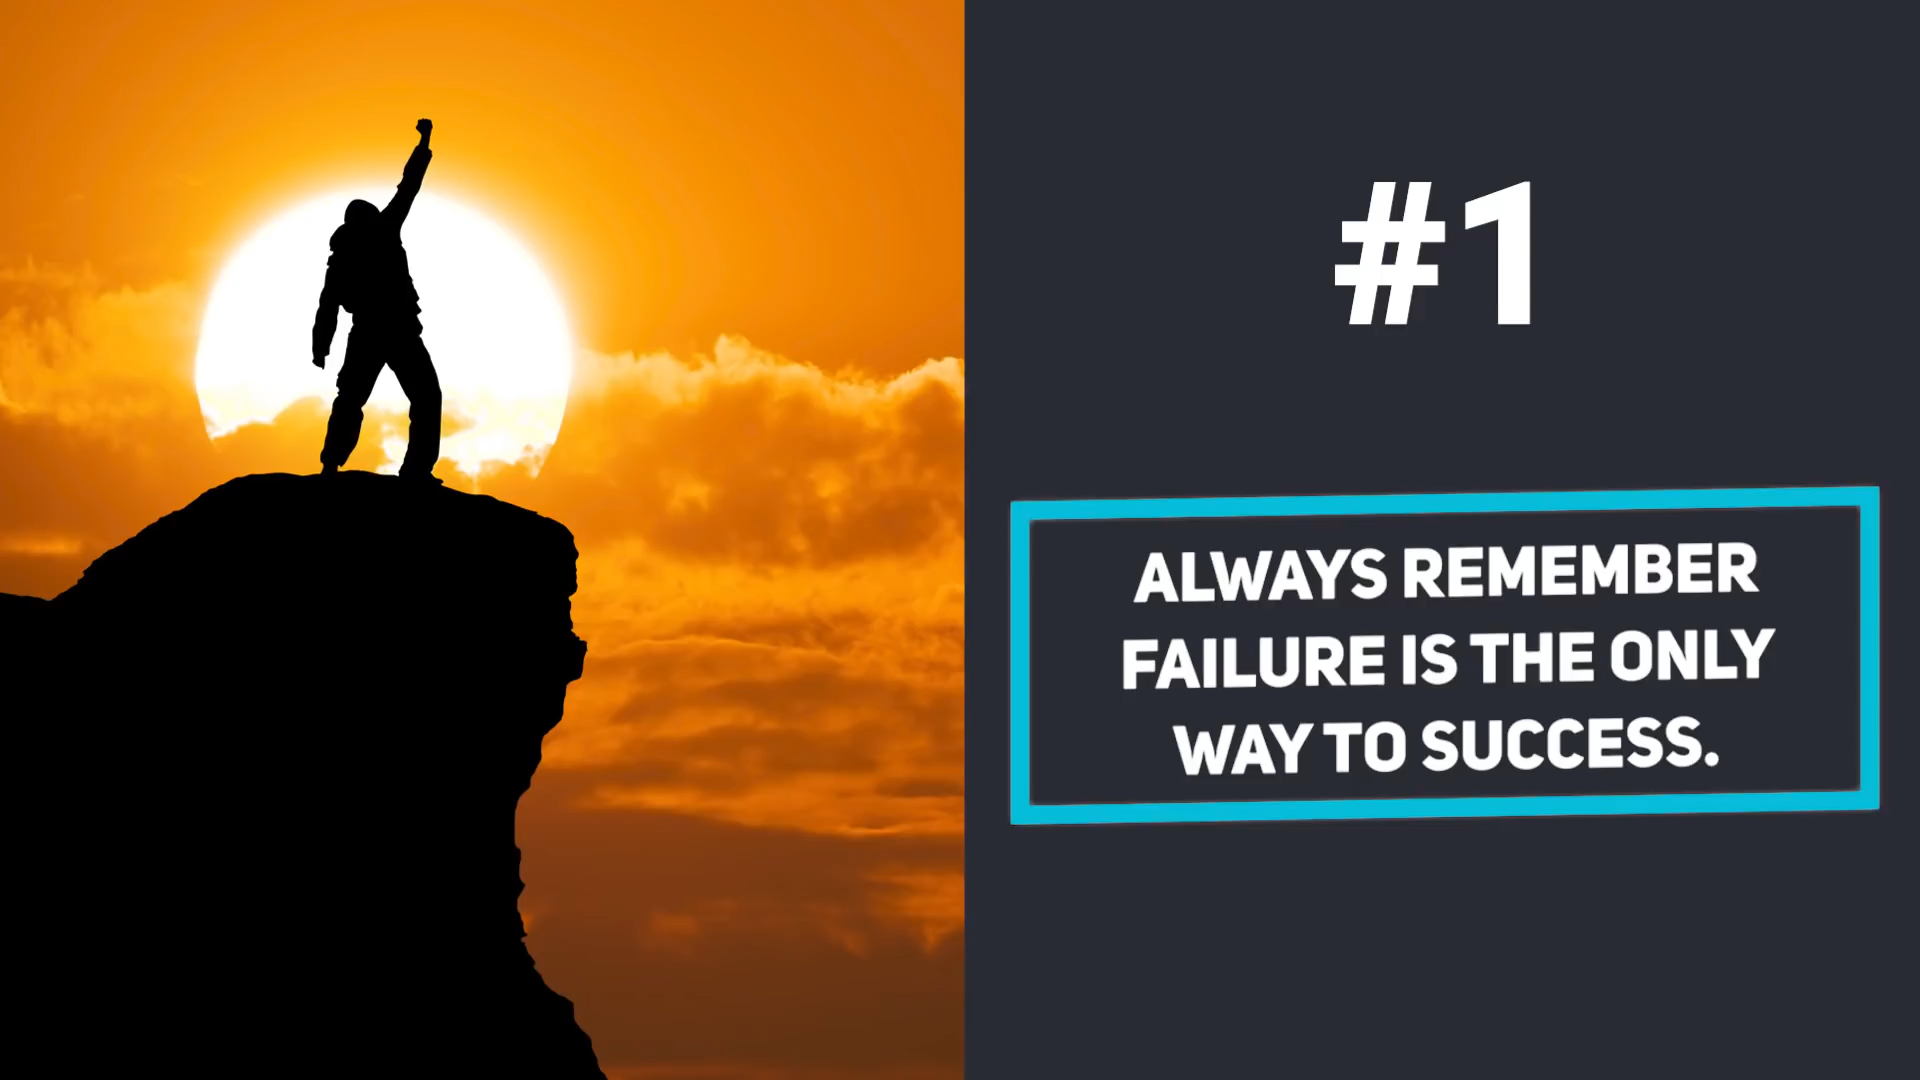 #1
ALWAYS REMEMBER
FAILURE IS THE ONLY
WAY TO SUCCESS.